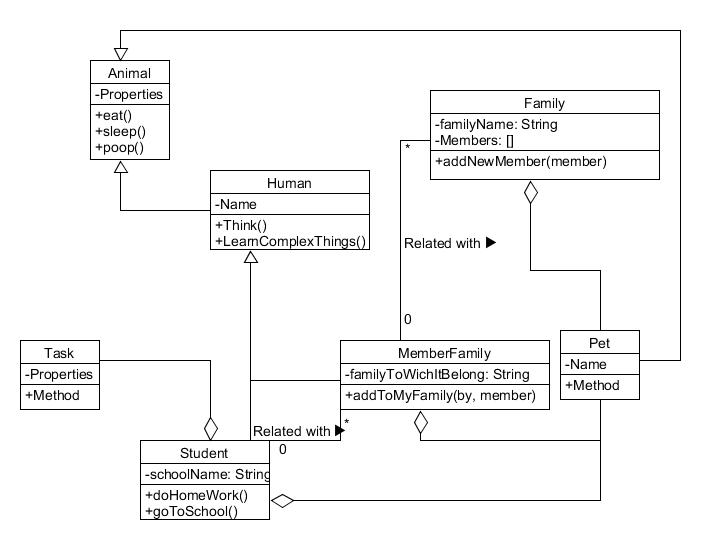 Animal
-Properties
+eat()
+sleep()
+poop()
Family
-familyName: String
-Members: []
+addNewMember(member)
*
Human
-Name
+Think()
+LearnComplexThings()
Related with ▶
0
Task
-Properties
+Method
MemberFamily
-familyToWichItBelong: String
+addToMyFamily(by, member)
Pet
-Name
+Method
Related with ▶
*
0
Student
-schoolName: String
+doHomeWork()
+goToSchool()